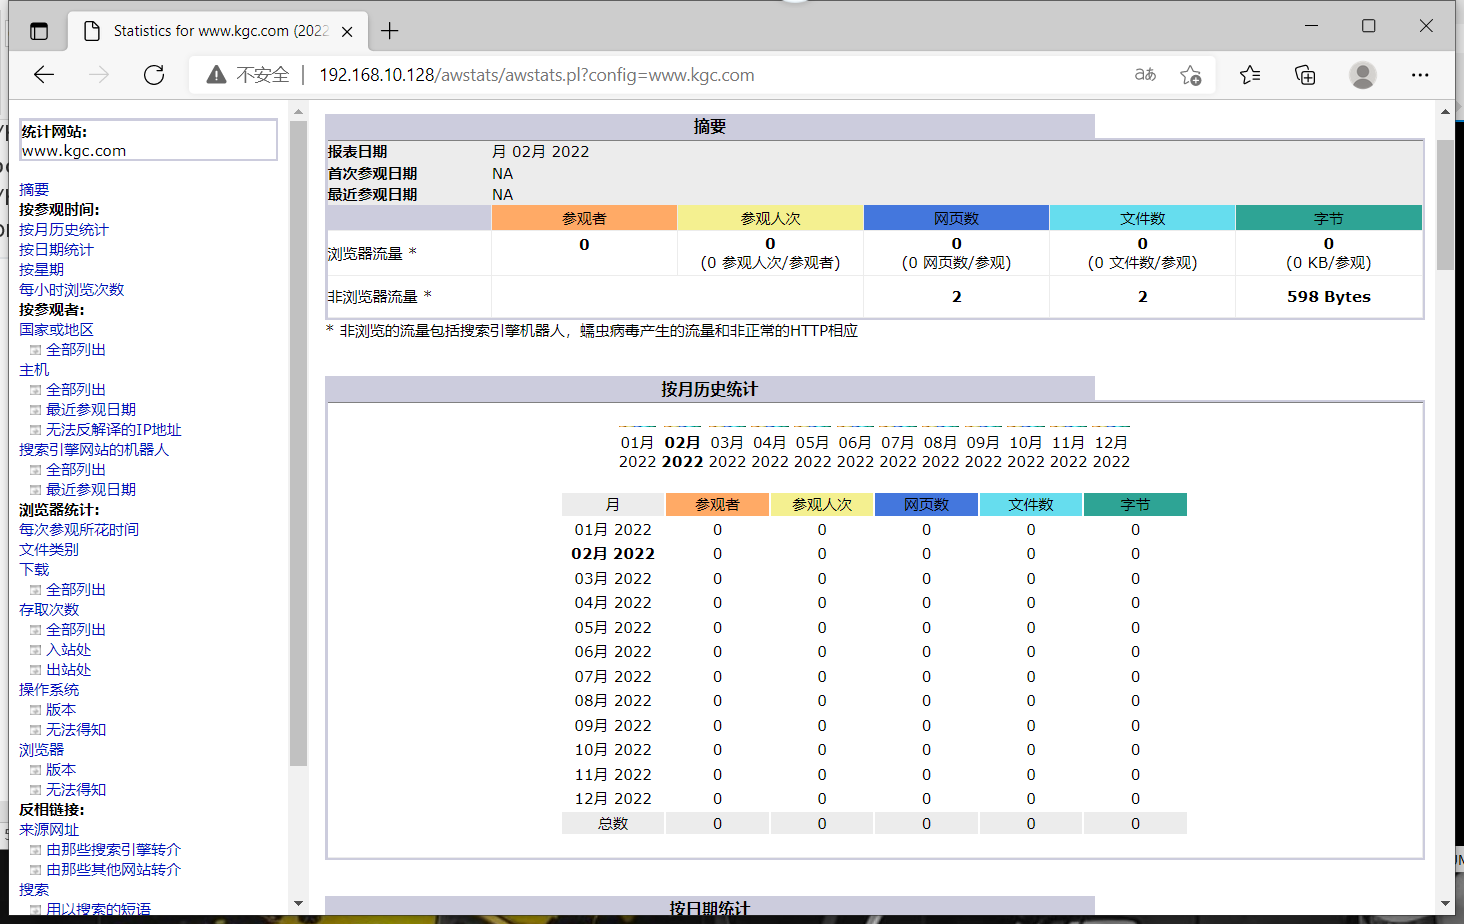 Statistics for www.kgc.com (2022
不安全 192.168.10.128/awstats/awstats.pl?config=www.kgc.com
统计网站:
www.kgc.com
摘要
按参观时间:
按月历史统计
按日期统计
按星期
每小时浏览次数
按参观者:
国家或地区
全部列出
主机
全部列出
最近参观日期
无法反解译的IP地址
搜索引擎网站的机器人
全部列出
最近参观日期
浏览器统计:
每次参观所花时间
文件类别
下载
全部列出
存取次数
全部列出
入站处
出站处
操作系统
版本
无法得知
浏览器
版本
无法得知
反相链接:
来源网址
由那些搜索引擎转介
由那些其他网站转介
搜索
用以搜索的短语
摘要
报表日期 月 02月 2022
首次参观日期 NA
最近参观日期 NA
参观者 参观人次 网页数 文件数 字节
浏览器流量 * 0 0 0 0 0
(0 参观人次/参观者) (0 网页数/参观) (0 文件数/参观) (0 KB/参观)
非浏览器流量 * 2 2 598 Bytes
* 非浏览的流量包括搜索引擎机器人，蠕虫病毒产生的流量和非正常的HTTP相应
按月历史统计
01月 02月 03月 04月 05月 06月 07月 08月 09月 10月 11月 12月
2022 2022 2022 2022 2022 2022 2022 2022 2022 2022 2022 2022
月 参观者 参观人次 网页数 文件数 字节
01月 2022 0 0 0 0 0
02月 2022 0 0 0 0 0
03月 2022 0 0 0 0 0
04月 2022 0 0 0 0 0
05月 2022 0 0 0 0 0
06月 2022 0 0 0 0 0
07月 2022 0 0 0 0 0
08月 2022 0 0 0 0 0
09月 2022 0 0 0 0 0
10月 2022 0 0 0 0 0
11月 2022 0 0 0 0 0
12月 2022 0 0 0 0 0
总数 0 0 0 0 0
按日期统计